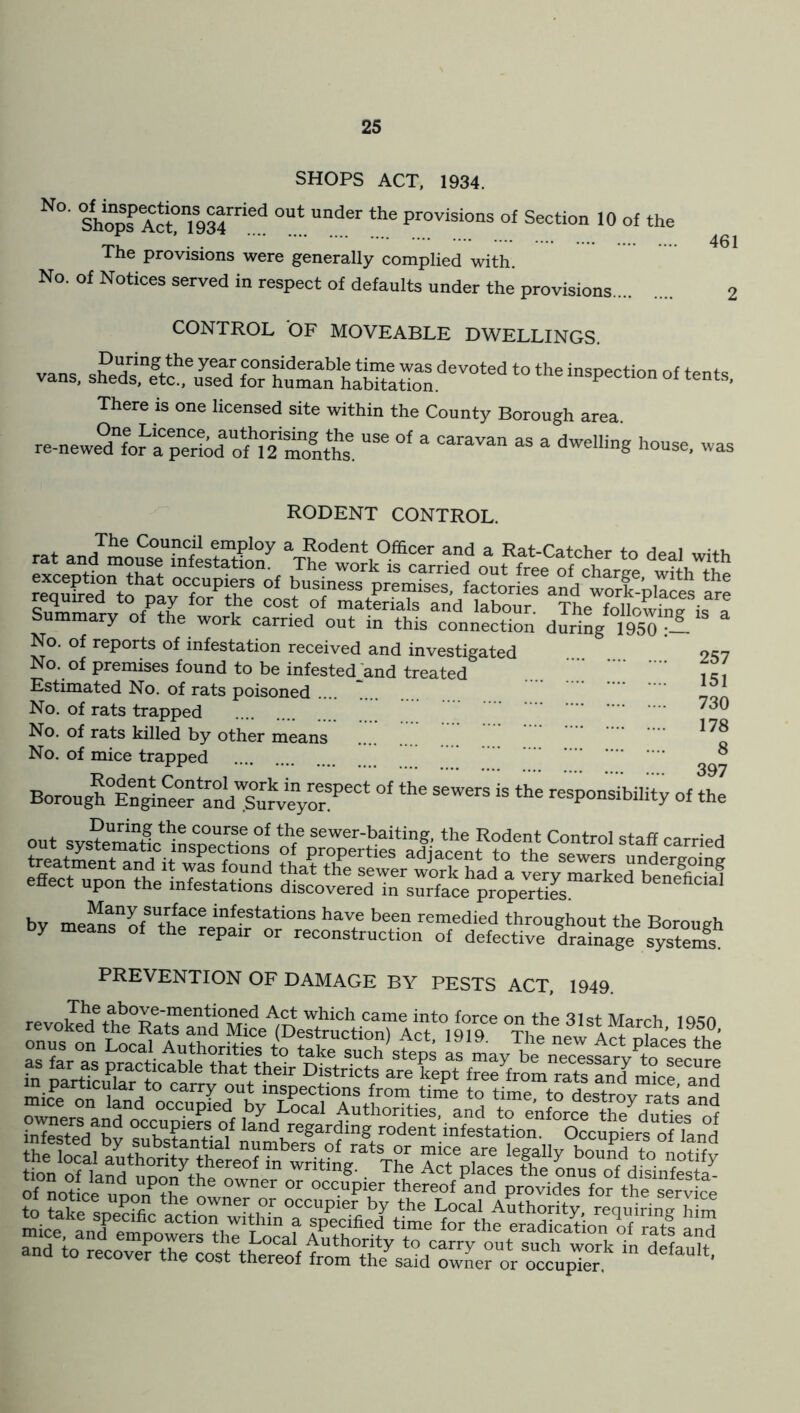 25
SHOPS ACT, 1934.
No. of inspections carried out under the provisions of Section 10 of the
Shops Act, 1934 .... .... .... .... .... .... .... .... .... .... 461
The provisions were generally complied with.
No. of Notices served in respect of defaults under the provisions.... .... 2
CONTROL OF MOVEABLE DWELLINGS.
During the year considerable time was devoted to the inspection of tents,
vans, sheds, etc., used for human habitation.
There is one licensed site within the County Borough area.
One Licence, authorising the use of a caravan as a dwelling house, was
re-newed for a period of 12 months.
RODENT CONTROL.
The Council employ a Rodent Officer and a Rat-Catcher to deal with
rat and mouse infestation. The work is carried out free of charge, with the
exception that occupiers of business premises, factories and work-places are
required to pay for the cost of materials and labour. The following is a
Summary of the work carried out in this connection during 1950 :—
No. of reports of infestation received and investigated .... .... .... 257
No. of premises found to be infested and treated .... .... .... 151
Estimated No. of rats poisoned .... .... .... .... .... .... .... 730
No. of rats trapped .... .... .... .... .... .... .... .... .... 178
No. of rats killed by other means .... .... .... .... .... .... .... 8
No. of mice trapped .... .... .... .... .... .... .... .... .... 397
Rodent Control work in respect of the sewers is the responsibility of the
Borough Engineer and Surveyor.
During the course of the sewer-baiting, the Rodent Control staff carried
out systematic inspections of properties adjacent to the sewers undergoing
treatment and it was found that the sewer work had a very marked beneficial
effect upon the infestations discovered in surface properties.
Many surface infestations have been remedied throughout the Borough
by means of the repair or reconstruction of defective drainage systems.
PREVENTION OF DAMAGE BY PESTS ACT, 1949.
The above-mentioned Act which came into force on the 31st March, 1950,
revoked the Rats and Mice (Destruction) Act, 1919. The new Act places the
onus on Local Authorities to take such steps as may be necessary to secure
as far as practicable that their Districts are kept free from rats and mice, and
in particular to carry out inspections from time to time, to destroy rats and
mice on land occupied by Local Authorities, and to enforce the duties of
owners and occupiers of land regarding rodent infestation. Occupiers of land
infested by substantial numbers of rats or mice are legally bound to notify
the local authority thereof in writing. The Act places the onus of disinfesta-
tion of land upon the owner or occupier thereof and provides for the service
of notice upon the owner or occupier by the Local Authority, requiring him
to take specific action within a specified time for the eradication of rats and
mice, and empowers the Local Authority to carry out such work in default,
and to recover the cost thereof from the said owner or occupier.